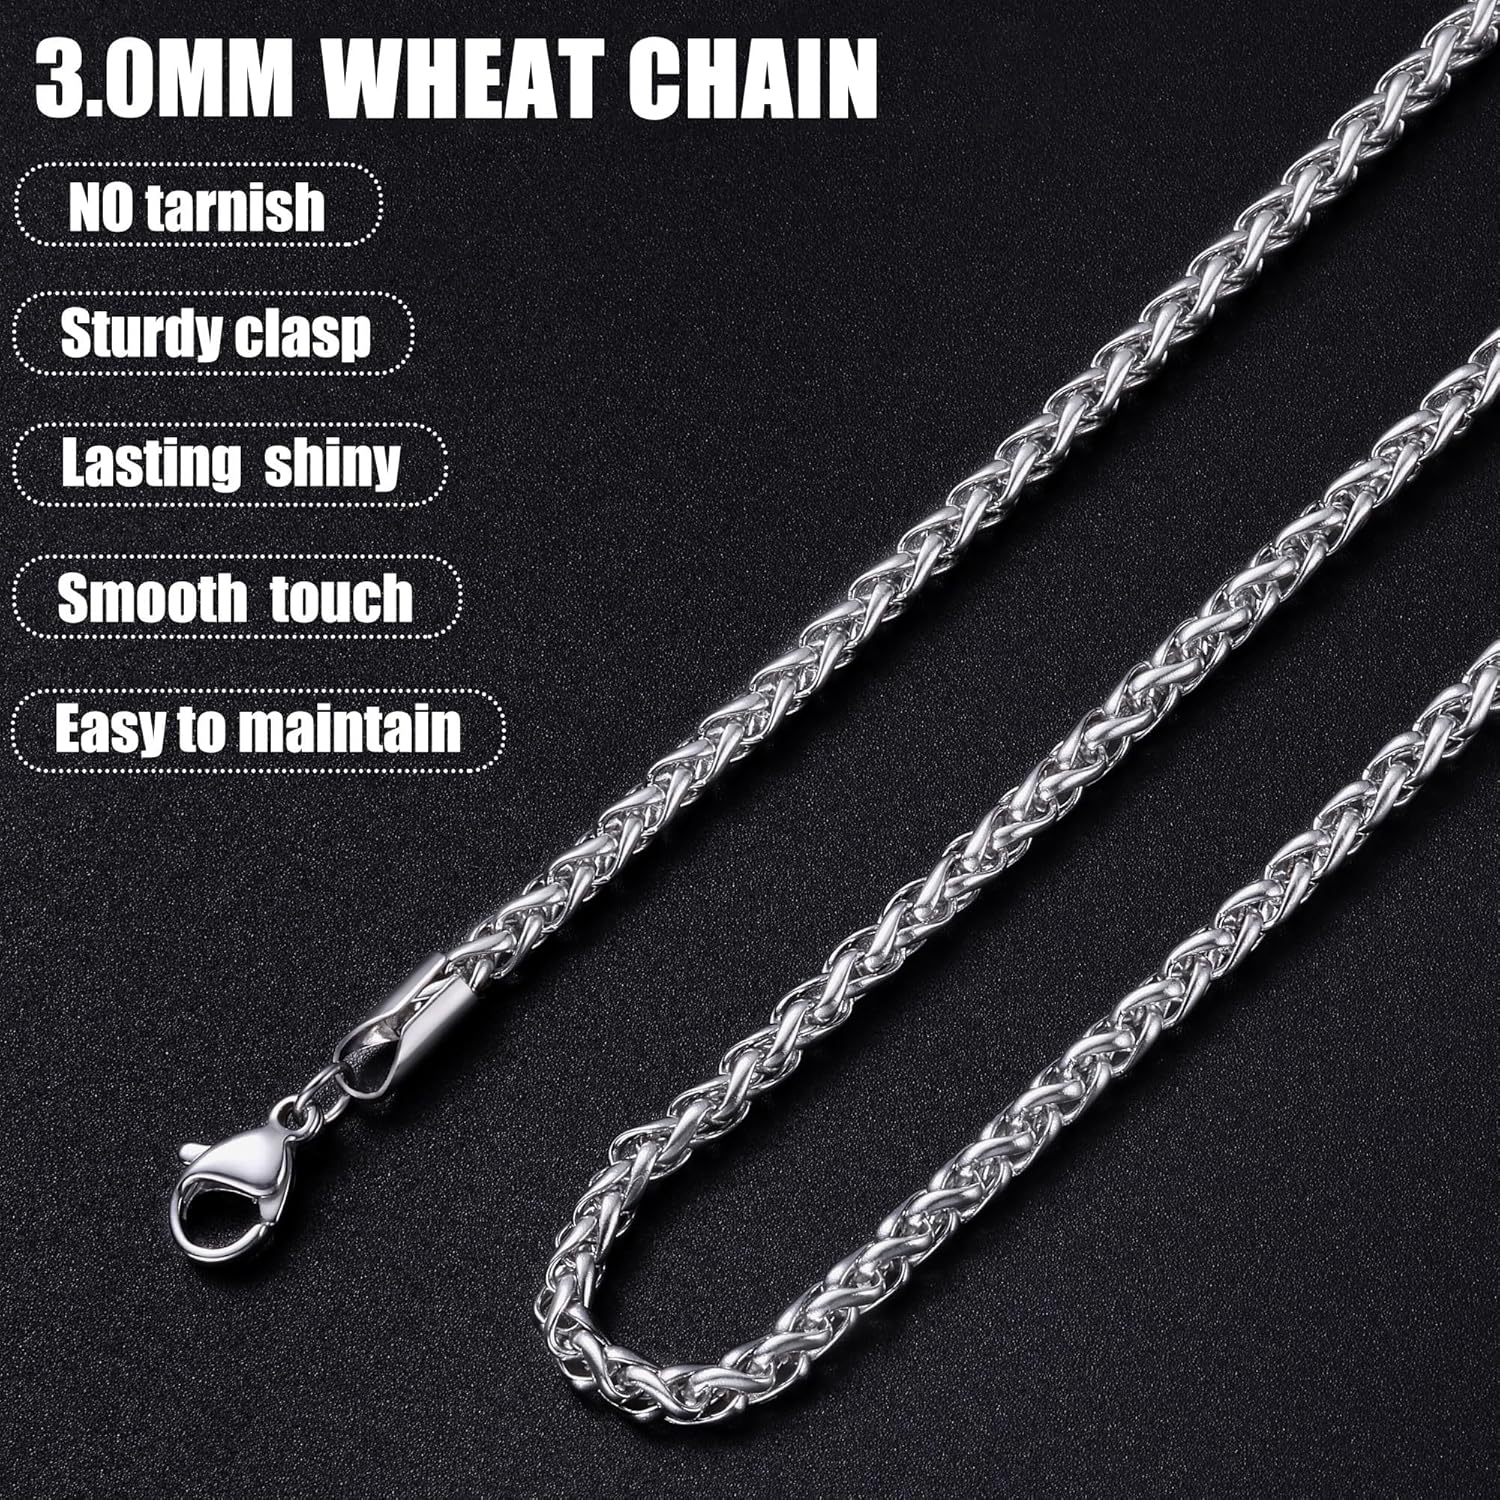 3.0MM WHEAT CHAIN
NO tarnish
Sturdy clasp
Lasting shiny
Smooth touch
Easy to maintain